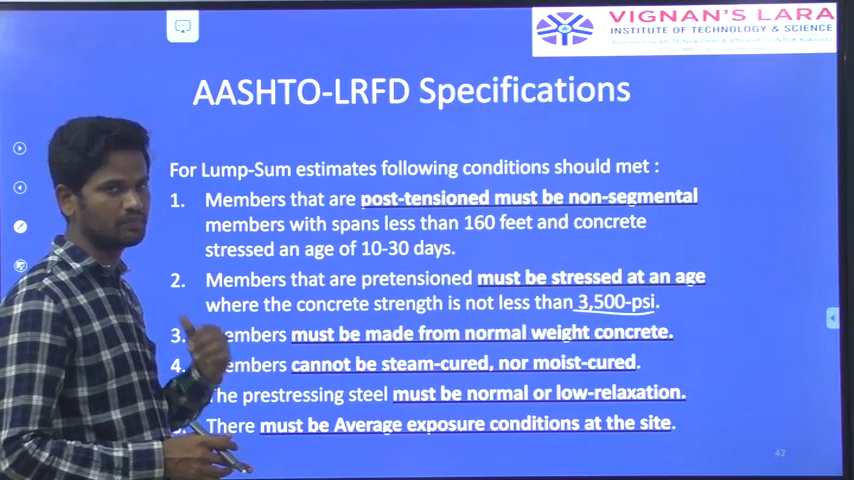 VIGNAN'S LARA
INSTITUTE OF TECHNOLOGY & SCIENCE
AASHTO-LRFD Specifications
For Lump-Sum estimates following conditions should met :
1. Members that are post-tensioned must be non-segmental
members with spans less than 160 feet and concrete
stressed an age of 10-30 days.
2. Members that are pretensioned must be stressed at an age
where the concrete strength is not less than 3,500-psi.
3. Members must be made from normal weight concrete.
4. Members cannot be steam-cured, nor moist-cured.
The prestressing steel must be normal or low-relaxation.
There must be Average exposure conditions at the site.
42